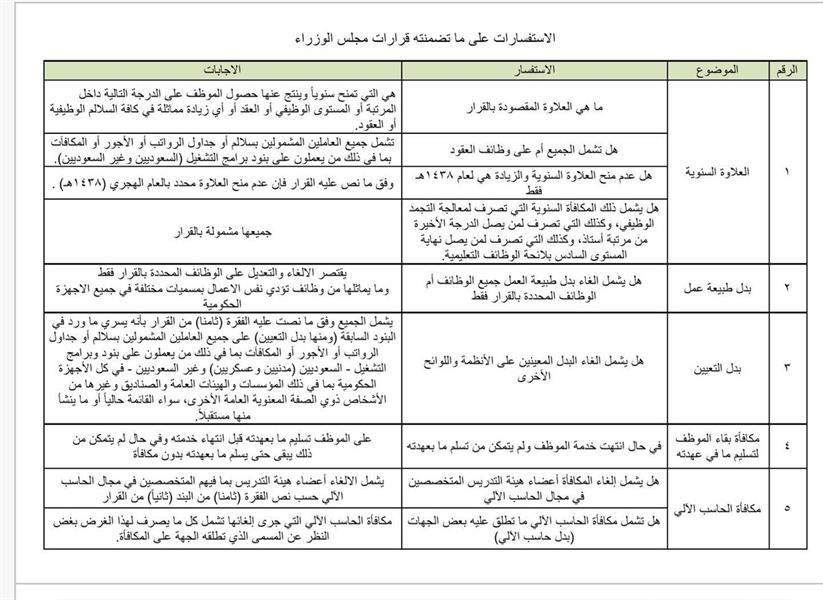 الاستفسارات على ما تضمنته قرارات مجلس الوزراء
الرقم الموضوع الاستفسار الاجابات
١
العلاوة السنوية
ما هي العلاوة المقصودة بالقرار
هي التي تمنح سنوياً وينتج عنها حصول الموظف على الدرجة التالية داخل
المرتبة أو المستوى الوظيفي أو العقد أو أي زيادة مماثلة في كافة السلالم الوظيفية
أو العقود.
هل تشمل الجميع أم على وظائف العقود
تشمل جميع العاملين المشمولين بسلالم أو جداول الرواتب أو الأجور أو المكافآت
بما في ذلك من يعملون على بنود برامج التشغيل (السعوديين وغير السعوديين).
هل عدم منح العلاوة السنوية والزيادة هي لعام ١٤٣٨هـ
فقط
وفق ما نص عليه القرار فإن عدم منح العلاوة محدد بالعام الهجري (١٤٣٨هـ) .
هل يشمل ذلك المكافأة السنوية التي تصرف لمعالجة التجمد
الوظيفي، وكذلك التي تصرف لمن يصل الدرجة الأخيرة
من مرتبة أستاذ، وكذلك التي تصرف لمن يصل نهاية
المستوى السادس بلائحة الوظائف التعليمية.
جميعها مشمولة بالقرار
٢
بدل طبيعة عمل
هل يشمل الغاء بدل طبيعة العمل جميع الوظائف أم
الوظائف المحددة بالقرار فقط
يقتصر الالغاء والتعديل على الوظائف المحددة بالقرار فقط
وما يماثلها من وظائف تؤدي نفس الاعمال بمسميات مختلفة في جميع الاجهزة
الحكومية
٣
بدل التعيين
هل يشمل الغاء البدل المعينين على الأنظمة واللوائح
الأخرى
يشمل الجميع وفق ما نصت عليه الفقرة (ثامنا) من القرار بأنه يسري ما ورد في
البنود السابقة (ومنها بدل التعيين) على جميع العاملين المشمولين بسلالم أو جداول
الرواتب أو الأجور أو المكافآت بما في ذلك من يعملون على بنود وبرامج
التشغيل - السعوديين (مدنيين وعسكريين) وغير السعوديين - في كل الأجهزة
الحكومية بما في ذلك المؤسسات والهيئات العامة والصناديق وغيرها من
الأشخاص ذوي الصفة المعنوية العامة الأخرى، سواء القائمة حالياً أو ما ينشأ
منها مستقبلاً.
٤
مكافأة بقاء الموظف
لتسليم ما في عهدته
في حال انتهت خدمة الموظف ولم يتمكن من تسلم ما بعهدته
على الموظف تسليم ما بعهدته قبل انتهاء خدمته وفي حال لم يتمكن من
ذلك يبقى حتى يسلم ما بعهدته بدون مكافأة
٥
مكافأة الحاسب الآلي
هل يشمل إلغاء المكافأة أعضاء هيئة التدريس المتخصصين
في مجال الحاسب الآلي
يشمل الالغاء أعضاء هيئة التدريس بما فيهم المتخصصين في مجال الحاسب
الآلي حسب نص الفقرة (ثامناً) من البند (ثانياً) من القرار
هل تشمل مكافأة الحاسب الآلي ما تطلق عليه بعض الجهات
(بدل حاسب الآلي)
مكافأة الحاسب الآلي التي جرى إلغائها تشمل كل ما يصرف لهذا الغرض بغض
النظر عن المسمى الذي تطلقه الجهة على المكافأة.